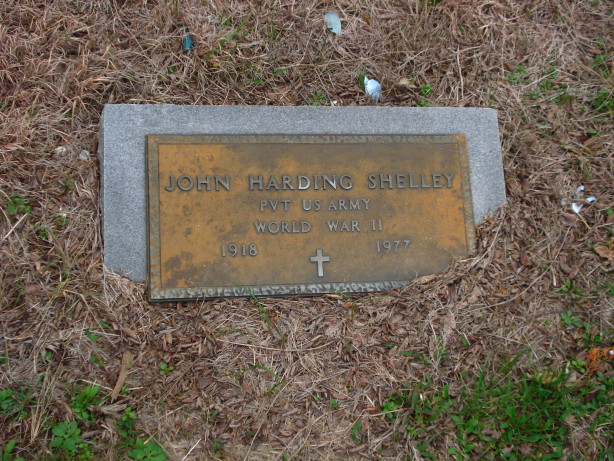 JOHN HARDING SHELLEY
PVT US ARMY
WORLD WAR II
1918 1977